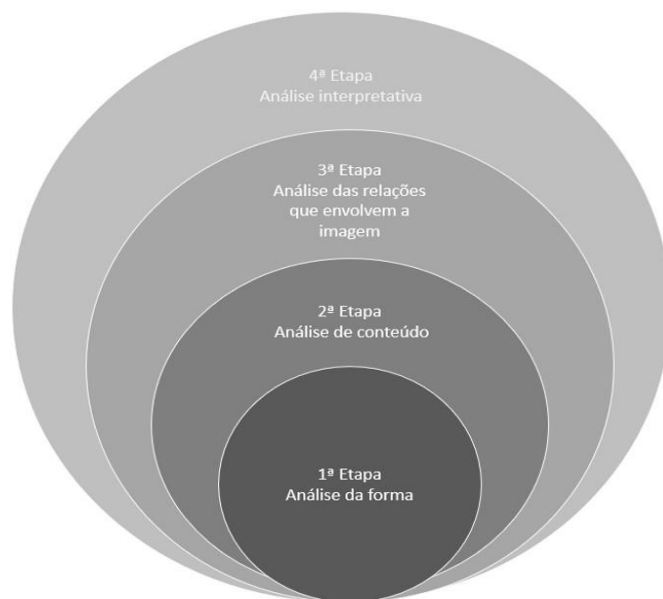 4ª Etapa
Análise interpretativa
3ª Etapa
Análise das relações
que envolvem a
imagem
2ª Etapa
Análise de conteúdo
1ª Etapa
Análise da forma